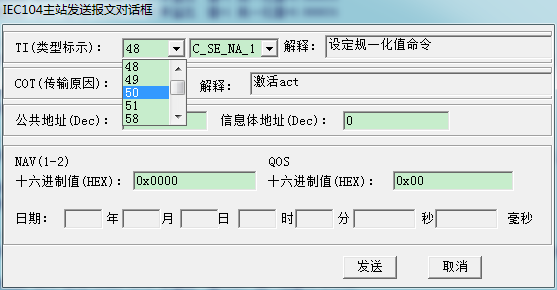 IEC104主站发送报文对话框
TI(类型标示): 48 C_SE_NA_1 解释: 设定规一化值命令
48
49
50
51
58
COT(传输原因): 解释: 激活act
公共地址(Dec): 信息体地址(Dec): 0
NAV(1-2) QOS
十六进制值(HEX): 0x0000 十六进制值(HEX): 0x00
日期: 年 月 日 时 分 秒 毫秒
发送 取消